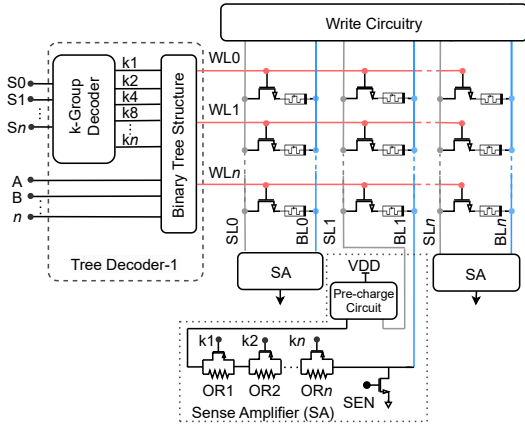 Write Circuitry
k-Group
Decoder
S0
S1
Sn
k1
k2
k4
k8
kn
Binary Tree Structure
A
B
n
Tree Decoder-1
WL0
WL1
WLn
SL0
BL0
SL1
BL1
SLn
BLn
SA
SA
VDD
Pre-charge
Circuit
k1
k2
kn
OR1
OR2
ORn
SEN
Sense Amplifier (SA)